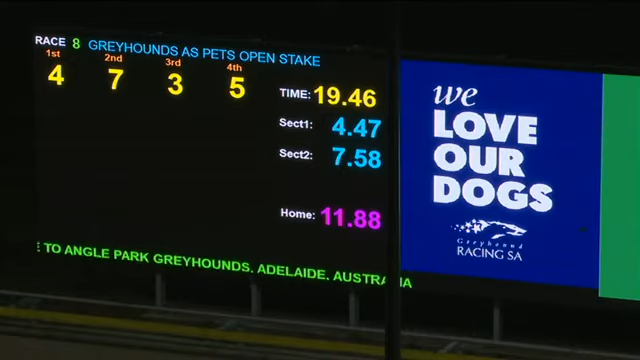 RACE 8 GREYHOUNDS AS PETS OPEN STAKE
1st 2nd 3rd 4th
4 7 3 5
TIME: 19.46
Sect1: 4.47
Sect2: 7.58
Home: 11.88
E TO ANGLE PARK GREYHOUNDS, ADELAIDE, AUSTRALIA
we
LOVE
OUR
DOGS
Greyhound
RACING SA